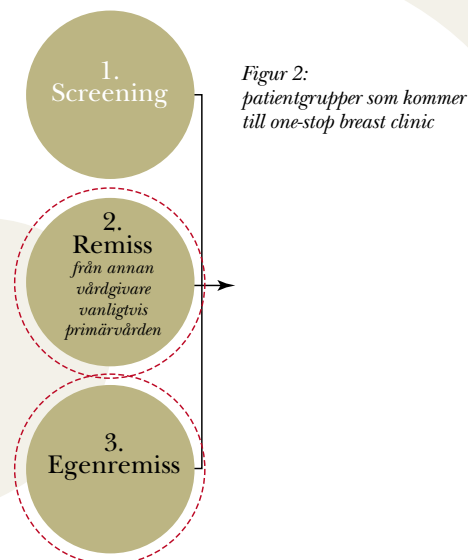 1.
Screening
Figur 2:
patientgrupper som kommer
till one-stop breast clinic
2.
Remiss
från annan
vårdgivare
vanligtvis
primärvården
3.
Egenremiss